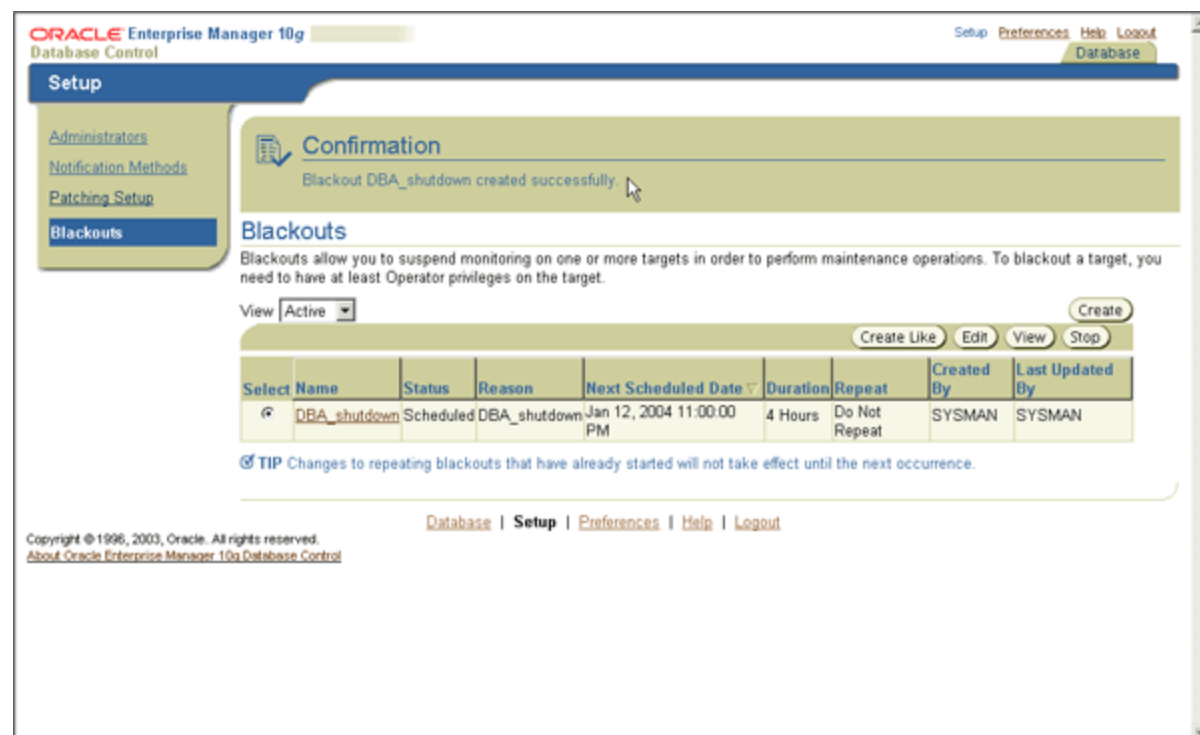 ORACLE Enterprise Manager 10g
Database Control
Setup Preferences Help Logout
Database
Setup
Administrators
Notification Methods
Patching Setup
Blackouts
Confirmation
Blackout DBA_shutdown created successfully.
Blackouts
Blackouts allow you to suspend monitoring on one or more targets in order to perform maintenance operations. To blackout a target, you
need to have at least Operator privileges on the target.
View Active Create
Create Like Edit View Stop
Select Name Status Reason Next Scheduled Date Duration Repeat Created By Last Updated By
DBA_shutdown Scheduled DBA_shutdown Jan 12, 2004 11:00:00 PM 4 Hours Do Not Repeat SYSMAN SYSMAN
TIP Changes to repeating blackouts that have already started will not take effect until the next occurrence.
Database | Setup | Preferences | Help | Logout
Copyright © 1996, 2003, Oracle. All rights reserved.
About Oracle Enterprise Manager 10g Database Control